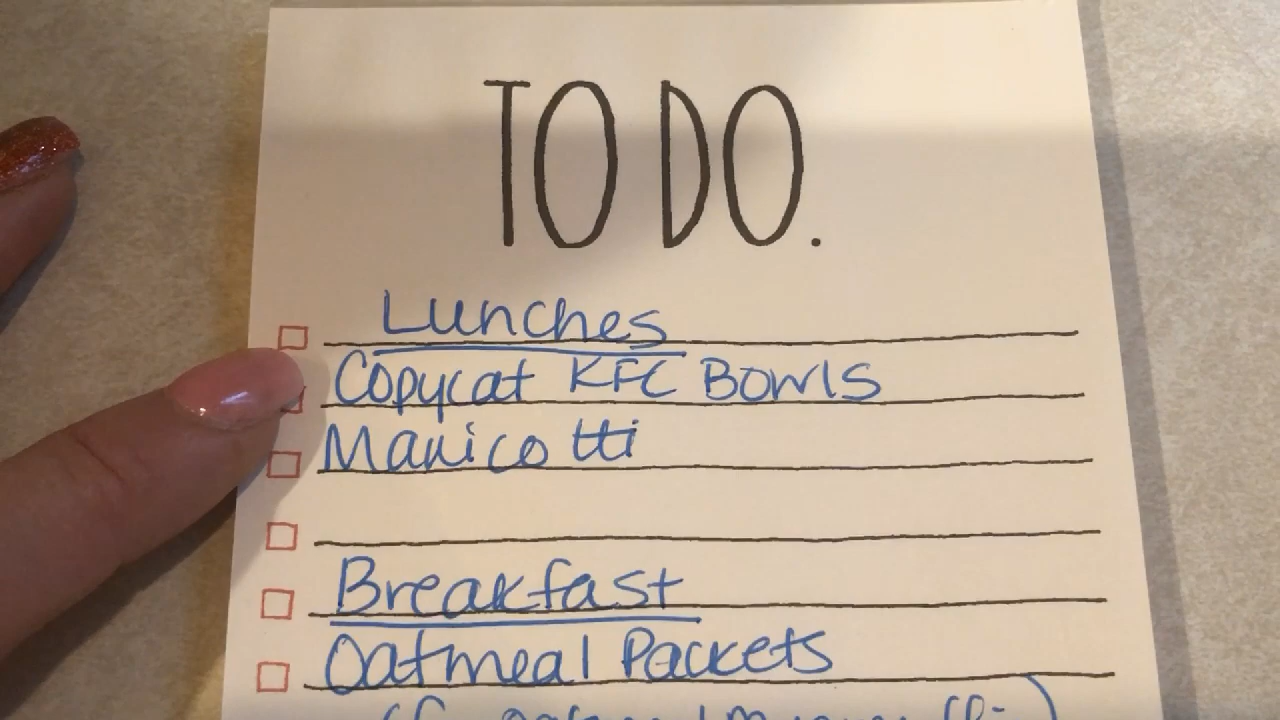 TO DO.
Lunches
Copycat KFC Bowls
Manicotti
Breakfast
Oatmeal Packets